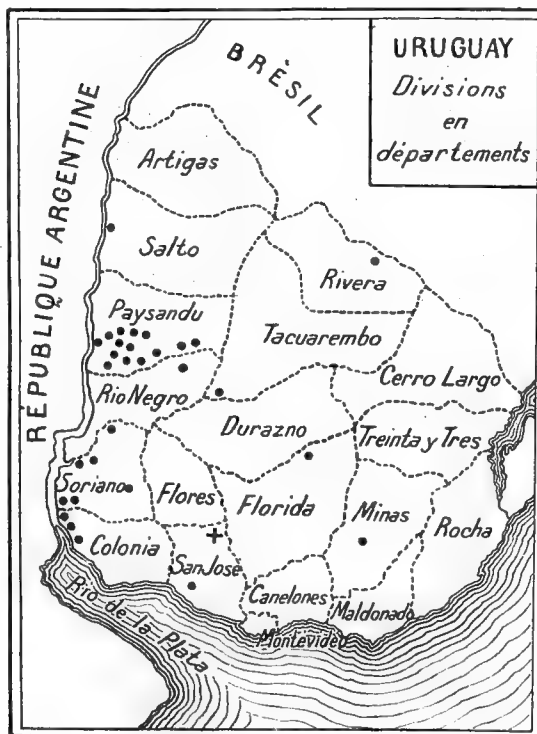 URUGUAY
Divisions
en
départements
BRÈSIL
RÉPUBLIQUE ARGENTINE
Artigas
Salto
Rivera
Paysandu
Tacuarembo
Cerro Largo
Rio Negro
Durazno
Treinta y Tres
Soriano
Flores
Florida
Minas
Rocha
Colonia
San José
Canelones
Maldonado
Montevideo
Rio de la Plata